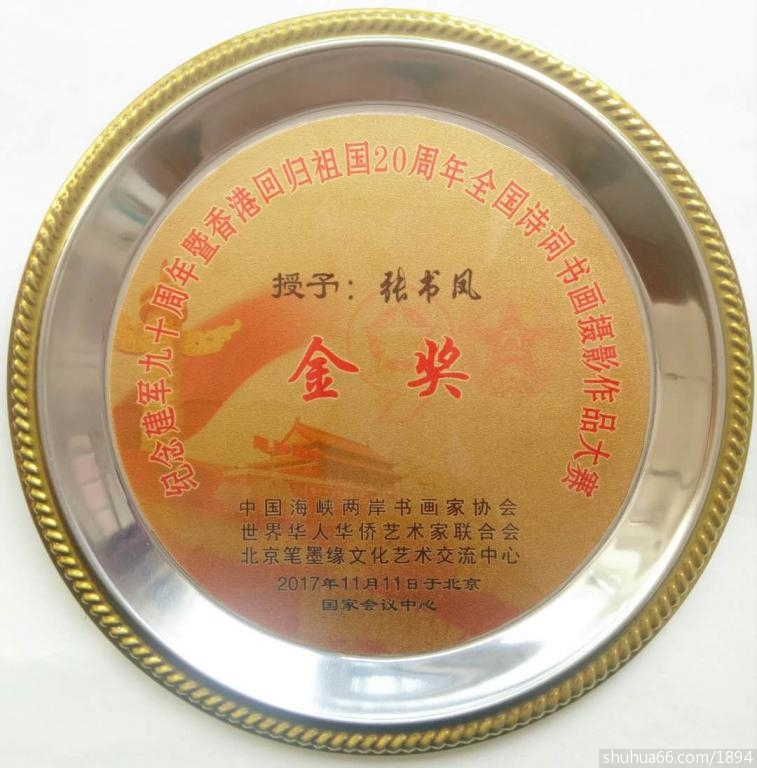 纪念建军九十周年暨香港回归祖国20周年全国诗词书画摄影作品大赛
授予：张书凤
金奖
中国海峡两岸书画家协会
世界华人华侨艺术家联合会
北京笔墨缘文化艺术交流中心
2017年11月11日于北京
国家会议中心
shuhua66.com/1894